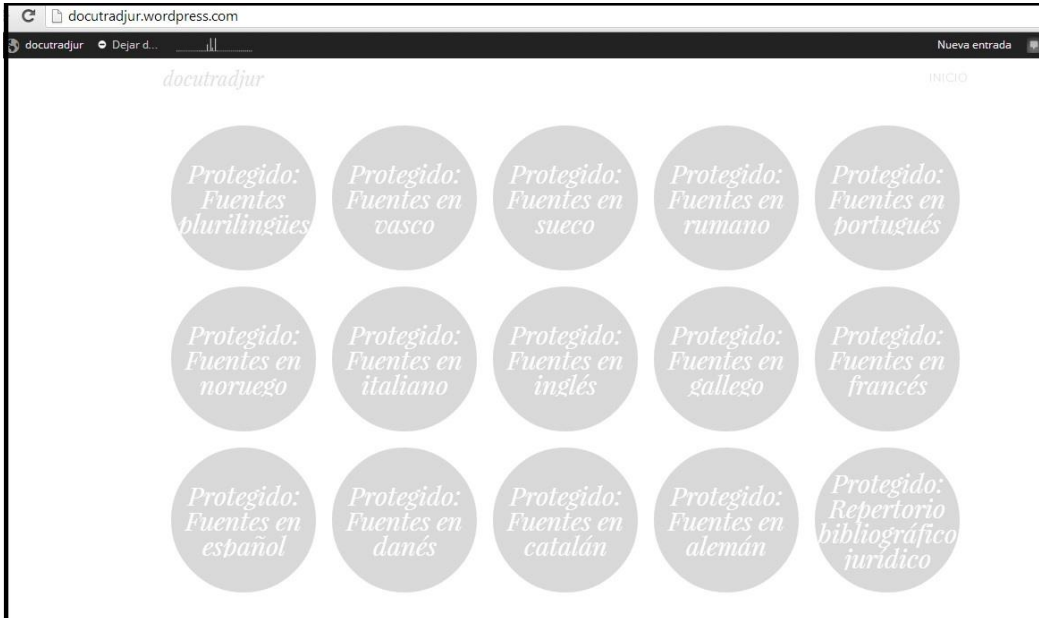 docutradjur.wordpress.com
docutradjur Dejar d... Nueva entrada
docutradjur INICIO
Protegido:
Fuentes
plurilingües
Protegido:
Fuentes en
vasco
Protegido:
Fuentes en
sueco
Protegido:
Fuentes en
rumano
Protegido:
Fuentes en
portugués
Protegido:
Fuentes en
noruego
Protegido:
Fuentes en
italiano
Protegido:
Fuentes en
inglés
Protegido:
Fuentes en
gallego
Protegido:
Fuentes en
francés
Protegido:
Fuentes en
español
Protegido:
Fuentes en
danés
Protegido:
Fuentes en
catalán
Protegido:
Fuentes en
alemán
Protegido:
Repertorio
bibliográfico
jurídico